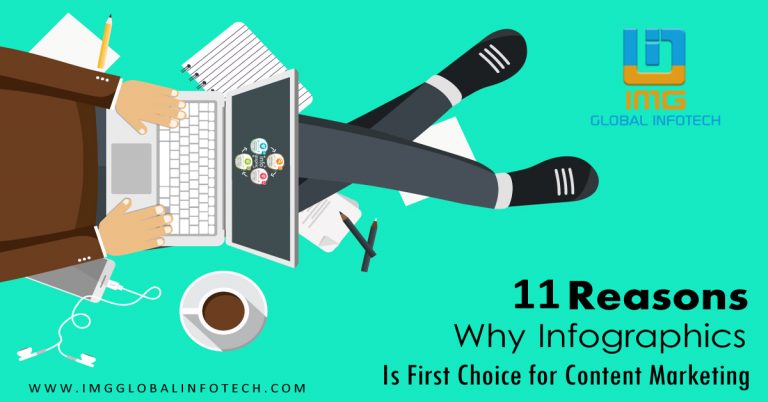 IMG
GLOBAL INFOTECH
11 Reasons
Why Infographics
Is First Choice for Content Marketing
WWW.IMGGLOBALINFOTECH.COM